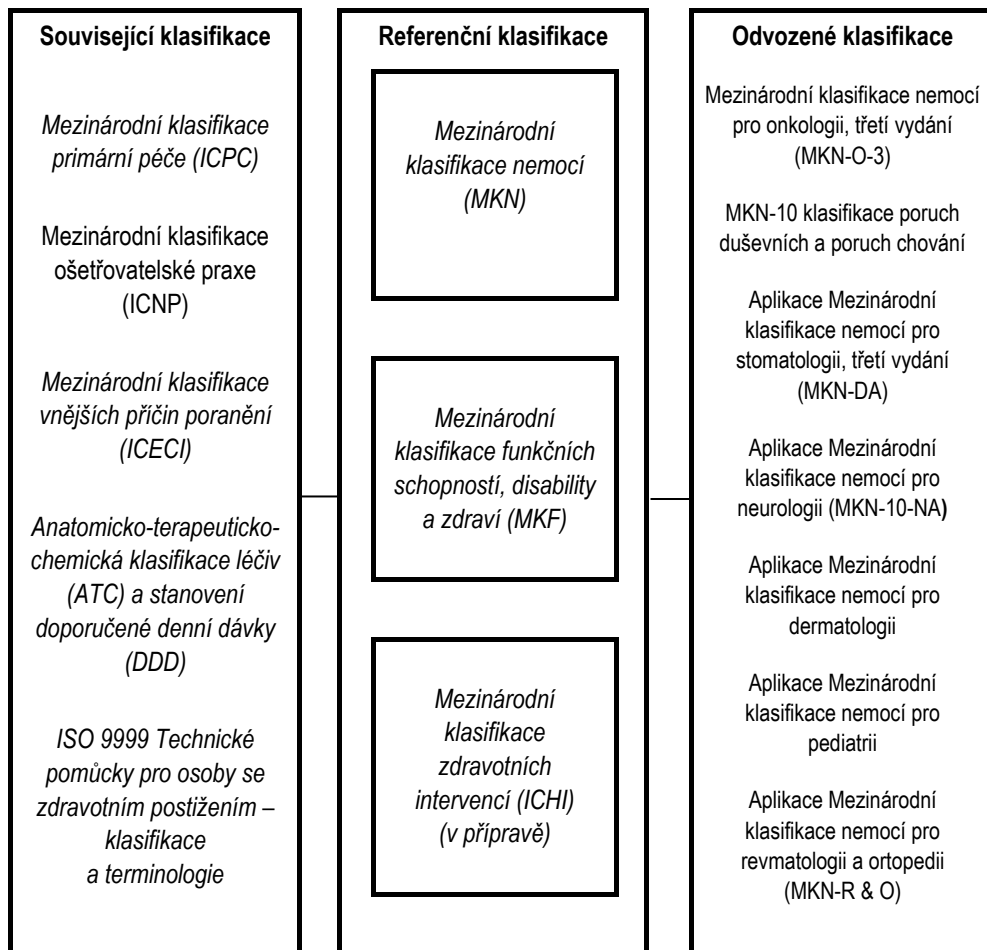 Související klasifikace
Mezinárodní klasifikace
primární péče (ICPC)
Mezinárodní klasifikace
ošetřovatelské praxe
(ICNP)
Mezinárodní klasifikace
vnějších příčin poranění
(ICECI)
Anatomicko-terapeuticko-
chemická klasifikace léčiv
(ATC) a stanovení
doporučené denní dávky
(DDD)
ISO 9999 Technické
pomůcky pro osoby se
zdravotním postižením –
klasifikace
a terminologie
Referenční klasifikace
Mezinárodní
klasifikace nemocí
(MKN)
Mezinárodní
klasifikace funkčních
schopností, disability
a zdraví (MKF)
Mezinárodní
klasifikace
zdravotních
intervencí (ICHI)
(v přípravě)
Odvozené klasifikace
Mezinárodní klasifikace nemocí
pro onkologii, třetí vydání
(MKN-O-3)
MKN-10 klasifikace poruch
duševních a poruch chování
Aplikace Mezinárodní
klasifikace nemocí pro
stomatologii, třetí vydání
(MKN-DA)
Aplikace Mezinárodní
klasifikace nemocí pro
neurologii (MKN-10-NA)
Aplikace Mezinárodní
klasifikace nemocí pro
dermatologii
Aplikace Mezinárodní
klasifikace nemocí pro
pediatrii
Aplikace Mezinárodní
klasifikace nemocí pro
revmatologii a ortopedii
(MKN-R & O)